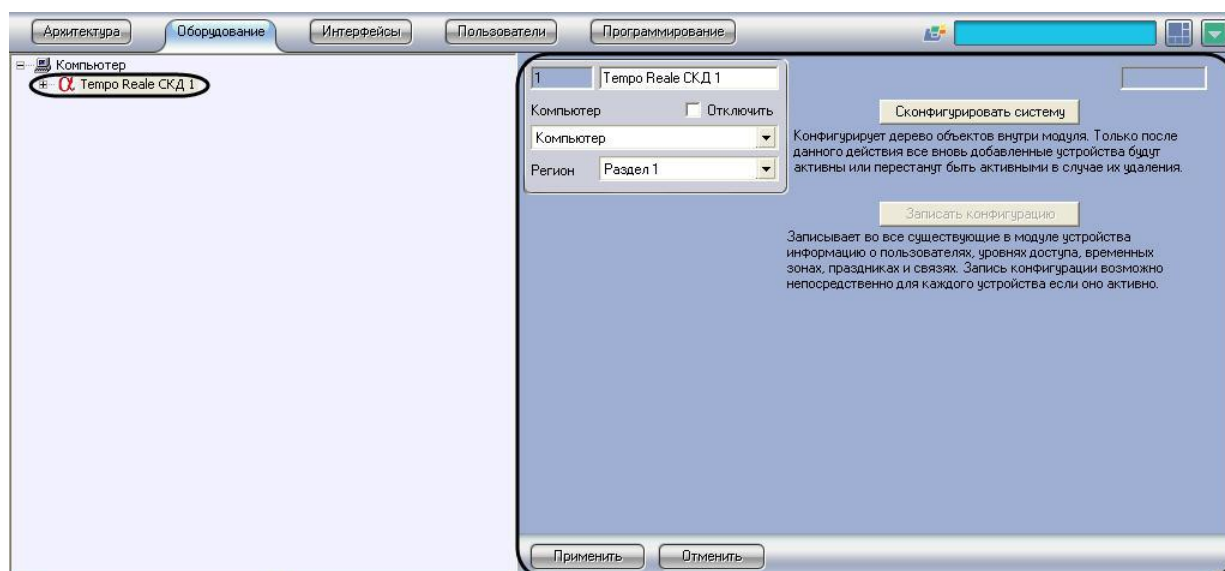 Архитектура Оборудование Интерфейсы Пользователи Программирование
Компьютер
α Tempo Reale СКД 1
1 Tempo Reale СКД 1
Компьютер Отключить
Компьютер
Регион Раздел 1
Сконфигурировать систему
Конфигурирует дерево объектов внутри модуля. Только после
данного действия все вновь добавленные устройства будут
активны или перестанут быть активными в случае их удаления.
Записать конфигурацию
Записывает во все существующие в модуле устройства
информацию о пользователях, уровнях доступа, временных
зонах, праздниках и связях. Запись конфигурации возможно
непосредственно для каждого устройства если оно активно.
Применить Отменить